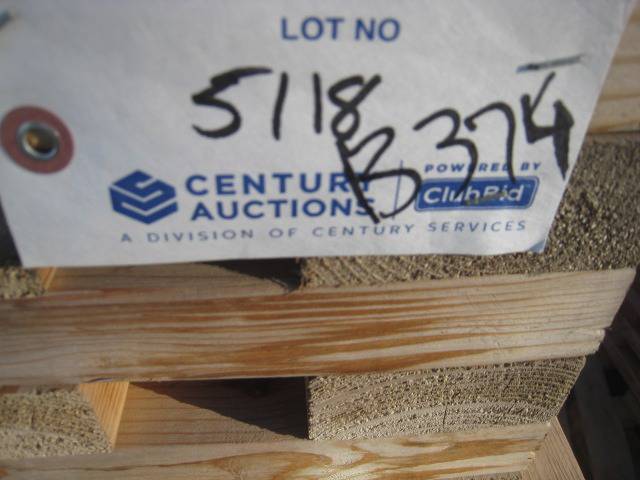 LOT NO
5118
B374
CENTURY
AUCTIONS
POWERED BY
ClubBid
A DIVISION OF CENTURY SERVICES